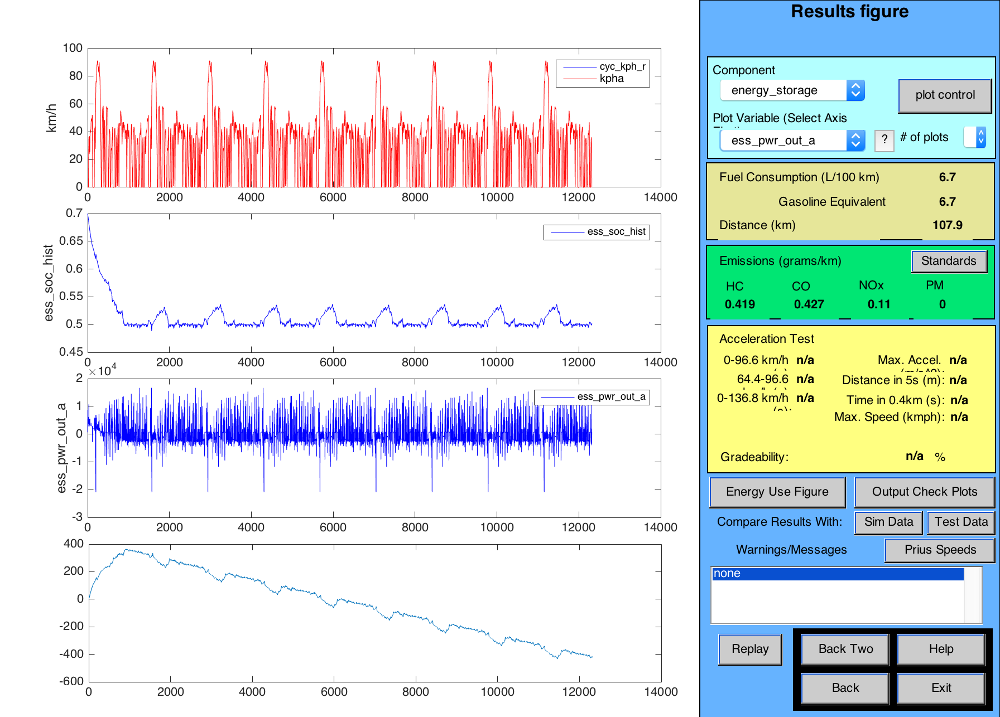 Results figure
100
80
60
40
20
0
km/h
cyc_kph_r
kpha
0 2000 4000 6000 8000 10000 12000 14000
0.7
0.65
0.6
0.55
0.5
0.45
ess_soc_hist
ess_soc_hist
0 2000 4000 6000 8000 10000 12000 14000
×10^4
2
1
0
-1
-2
-3
ess_pwr_out_a
ess_pwr_out_a
0 2000 4000 6000 8000 10000 12000 14000
400
200
0
-200
-400
-600
0 2000 4000 6000 8000 10000 12000 14000
Component
energy_storage
plot control
Plot Variable (Select Axis
ess_pwr_out_a
? # of plots
Fuel Consumption (L/100 km) 6.7
Gasoline Equivalent 6.7
Distance (km) 107.9
Emissions (grams/km) Standards
HC CO NOx PM
0.419 0.427 0.11 0
Acceleration Test
0-96.6 km/h n/a Max. Accel. n/a
64.4-96.6 n/a Distance in 5s (m): n/a
0-136.8 km/h n/a Time in 0.4km (s): n/a
Max. Speed (kmph): n/a
Gradeability: n/a %
Energy Use Figure Output Check Plots
Compare Results With: Sim Data Test Data
Warnings/Messages Prius Speeds
none
Replay Back Two Help
Back Exit